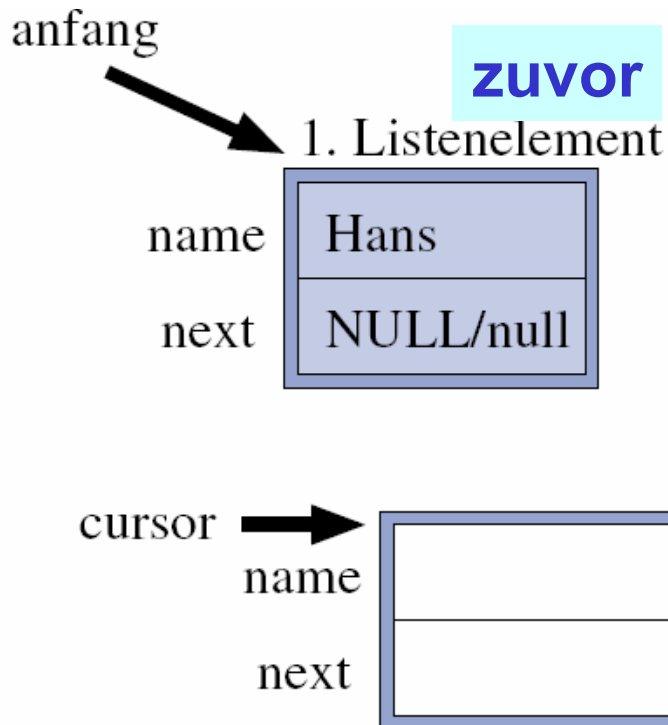 anfang
zuvor
1. Listenelement
name Hans
next NULL/null
cursor
name
next